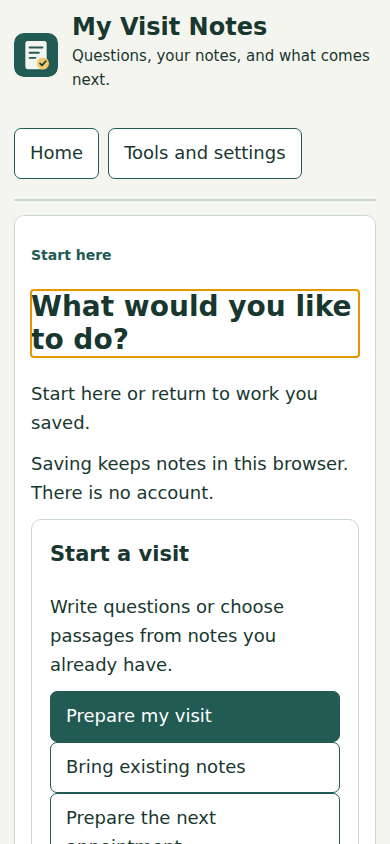 My Visit Notes
Questions, your notes, and what comes
next.
Home
Tools and settings
Start here
What would you like
to do?
Start here or return to work you
saved.
Saving keeps notes in this browser.
There is no account.
Start a visit
Write questions or choose
passages from notes you
already have.
Prepare my visit
Bring existing notes
Prepare the next
appointment